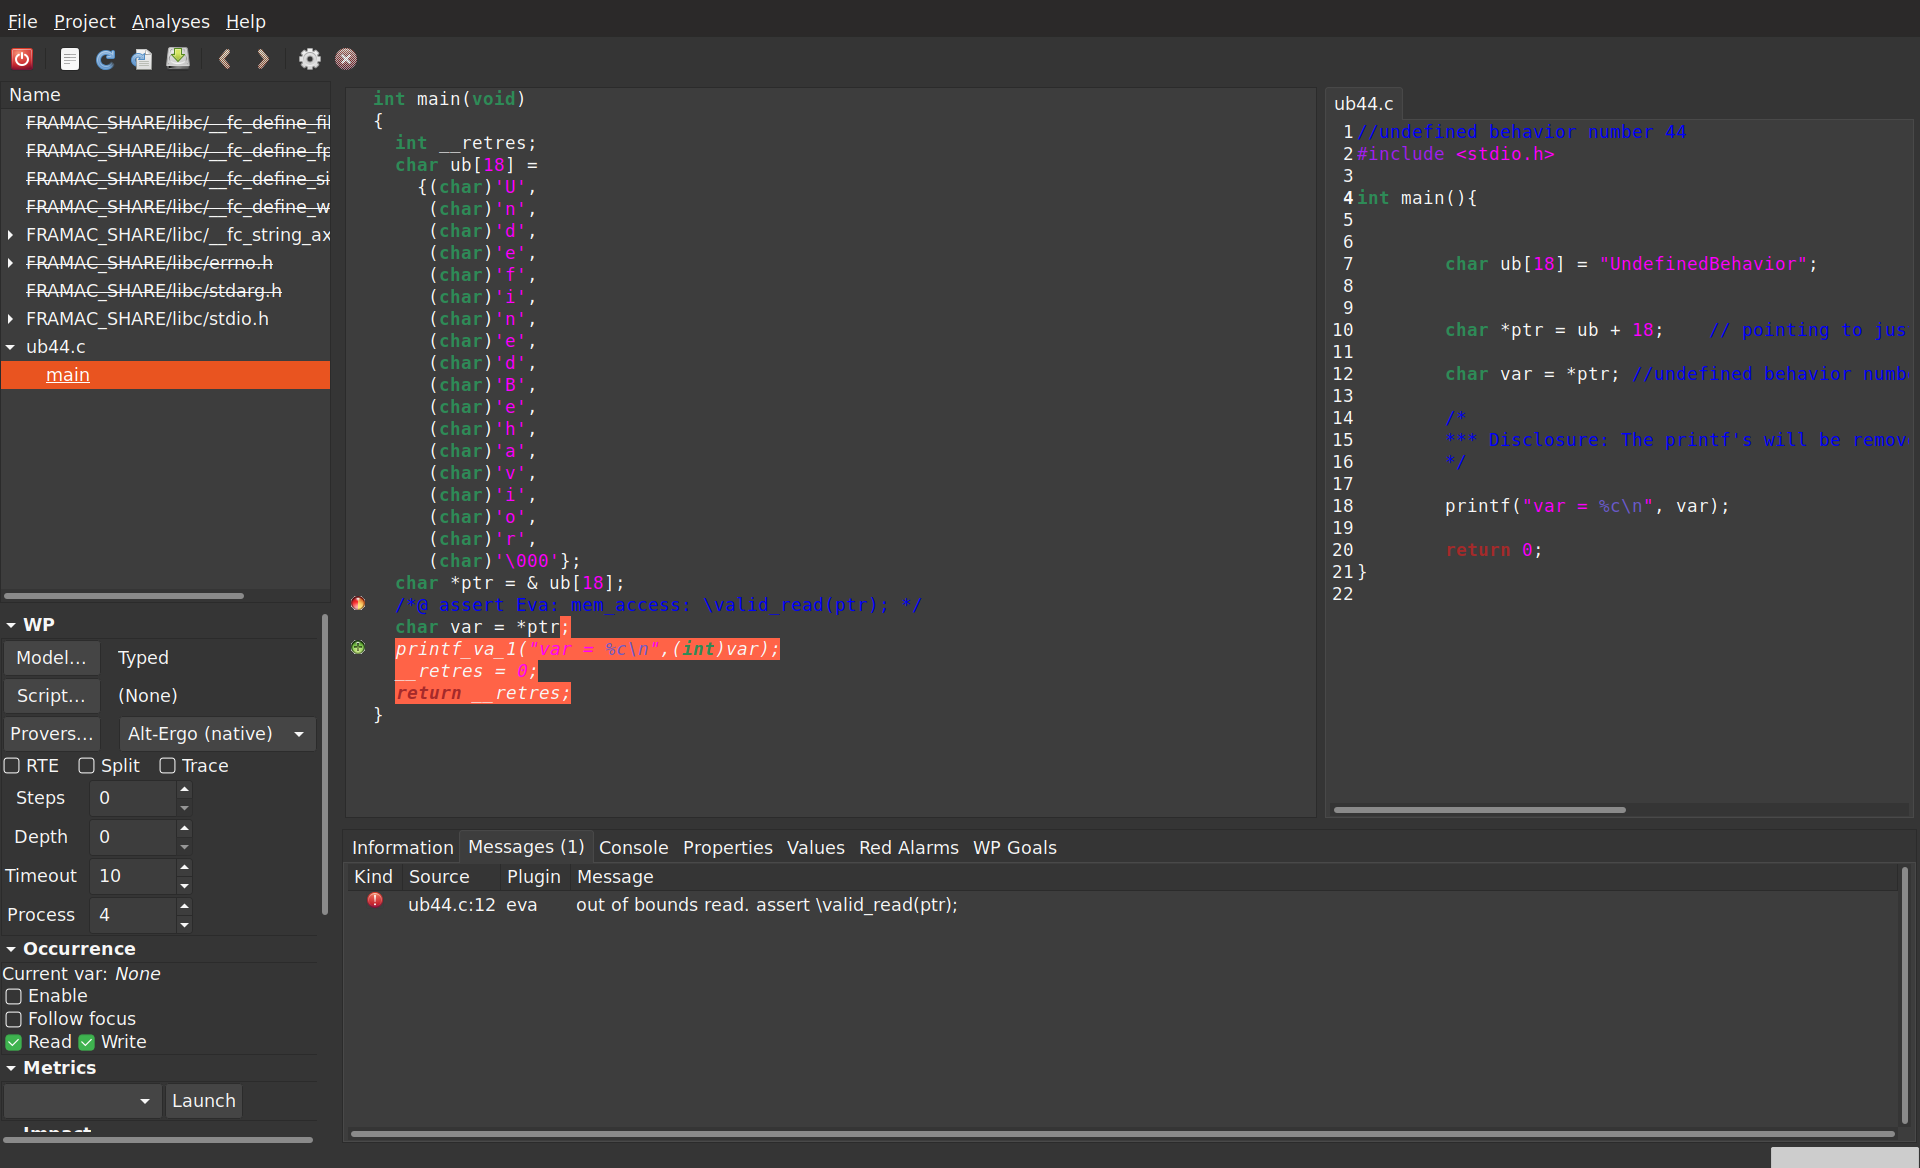 File Project Analyses Help
Name
FRAMAC_SHARE/libc/__fc_define_fil
FRAMAC_SHARE/libc/__fc_define_fp
FRAMAC_SHARE/libc/__fc_define_si
FRAMAC_SHARE/libc/__fc_define_w
FRAMAC_SHARE/libc/__fc_string_ax
FRAMAC_SHARE/libc/errno.h
FRAMAC_SHARE/libc/stdarg.h
FRAMAC_SHARE/libc/stdio.h
ub44.c
main
WP
Model... Typed
Script... (None)
Provers... Alt-Ergo (native)
RTE Split Trace
Steps 0
Depth 0
Timeout 10
Process 4
Occurrence
Current var: None
Enable
Follow focus
Read Write
Metrics
Launch
Impact
int main(void)
{
int __retres;
char ub[18] =
{(char)'U',
(char)'n',
(char)'d',
(char)'e',
(char)'f',
(char)'i',
(char)'n',
(char)'e',
(char)'d',
(char)'B',
(char)'e',
(char)'h',
(char)'a',
(char)'v',
(char)'i',
(char)'o',
(char)'r',
(char)'\000'};
char *ptr = & ub[18];
/*@ assert Eva: mem_access: \valid_read(ptr); */
char var = *ptr;
printf_va_1("var = %c\n",(int)var);
__retres = 0;
return __retres;
}
ub44.c
1 //undefined behavior number 44
2 #include <stdio.h>
3
4 int main(){
5
6
7 char ub[18] = "UndefinedBehavior";
8
9
10 char *ptr = ub + 18; // pointing to jus
11
12 char var = *ptr; //undefined behavior numb
13
14 /*
15 *** Disclosure: The printf's will be remov
16 */
17
18 printf("var = %c\n", var);
19
20 return 0;
21 }
22
Information Messages (1) Console Properties Values Red Alarms WP Goals
Kind Source Plugin Message
ub44.c:12 eva out of bounds read. assert \valid_read(ptr);